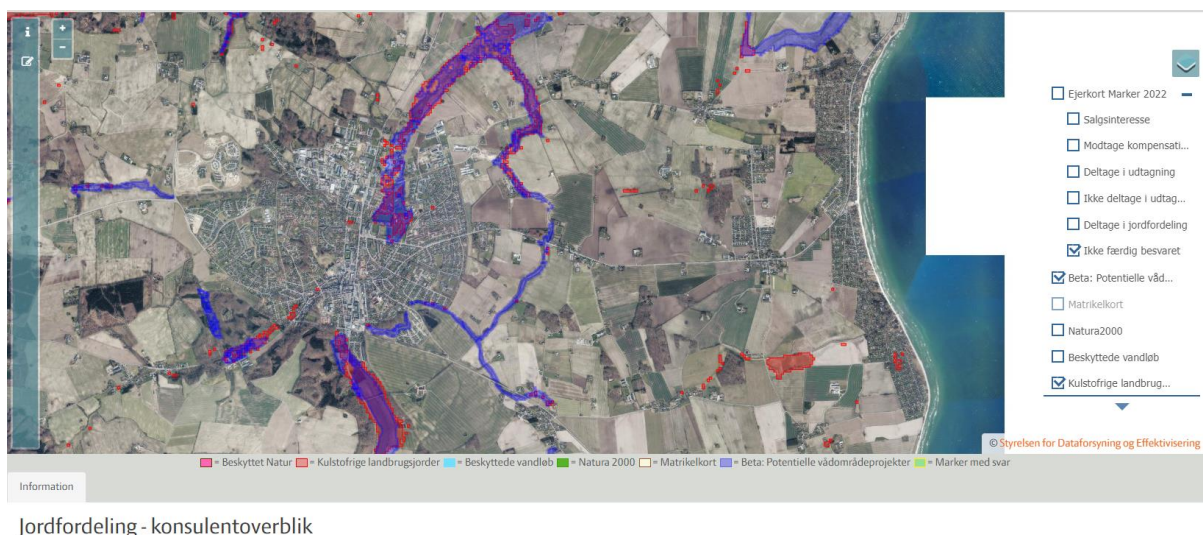 i
+
−
Ejerkort Marker 2022
Salgsinteresse
Modtage kompensati...
Deltage i udtagning
Ikke deltage i udtag...
Deltage i jordfordeling
Ikke færdig besvaret
Beta: Potentielle våd...
Matrikelkort
Natura2000
Beskyttede vandløb
Kulstofrige landbrug...
© Styrelsen for Dataforsyning og Effektivisering
= Beskyttet Natur = Kulstofrige landbrugsjorder = Beskyttede vandløb = Natura 2000 = Matrikelkort = Beta: Potentielle vådområdeprojekter = Marker med svar
Information
Jordfordeling - konsulentoverblik